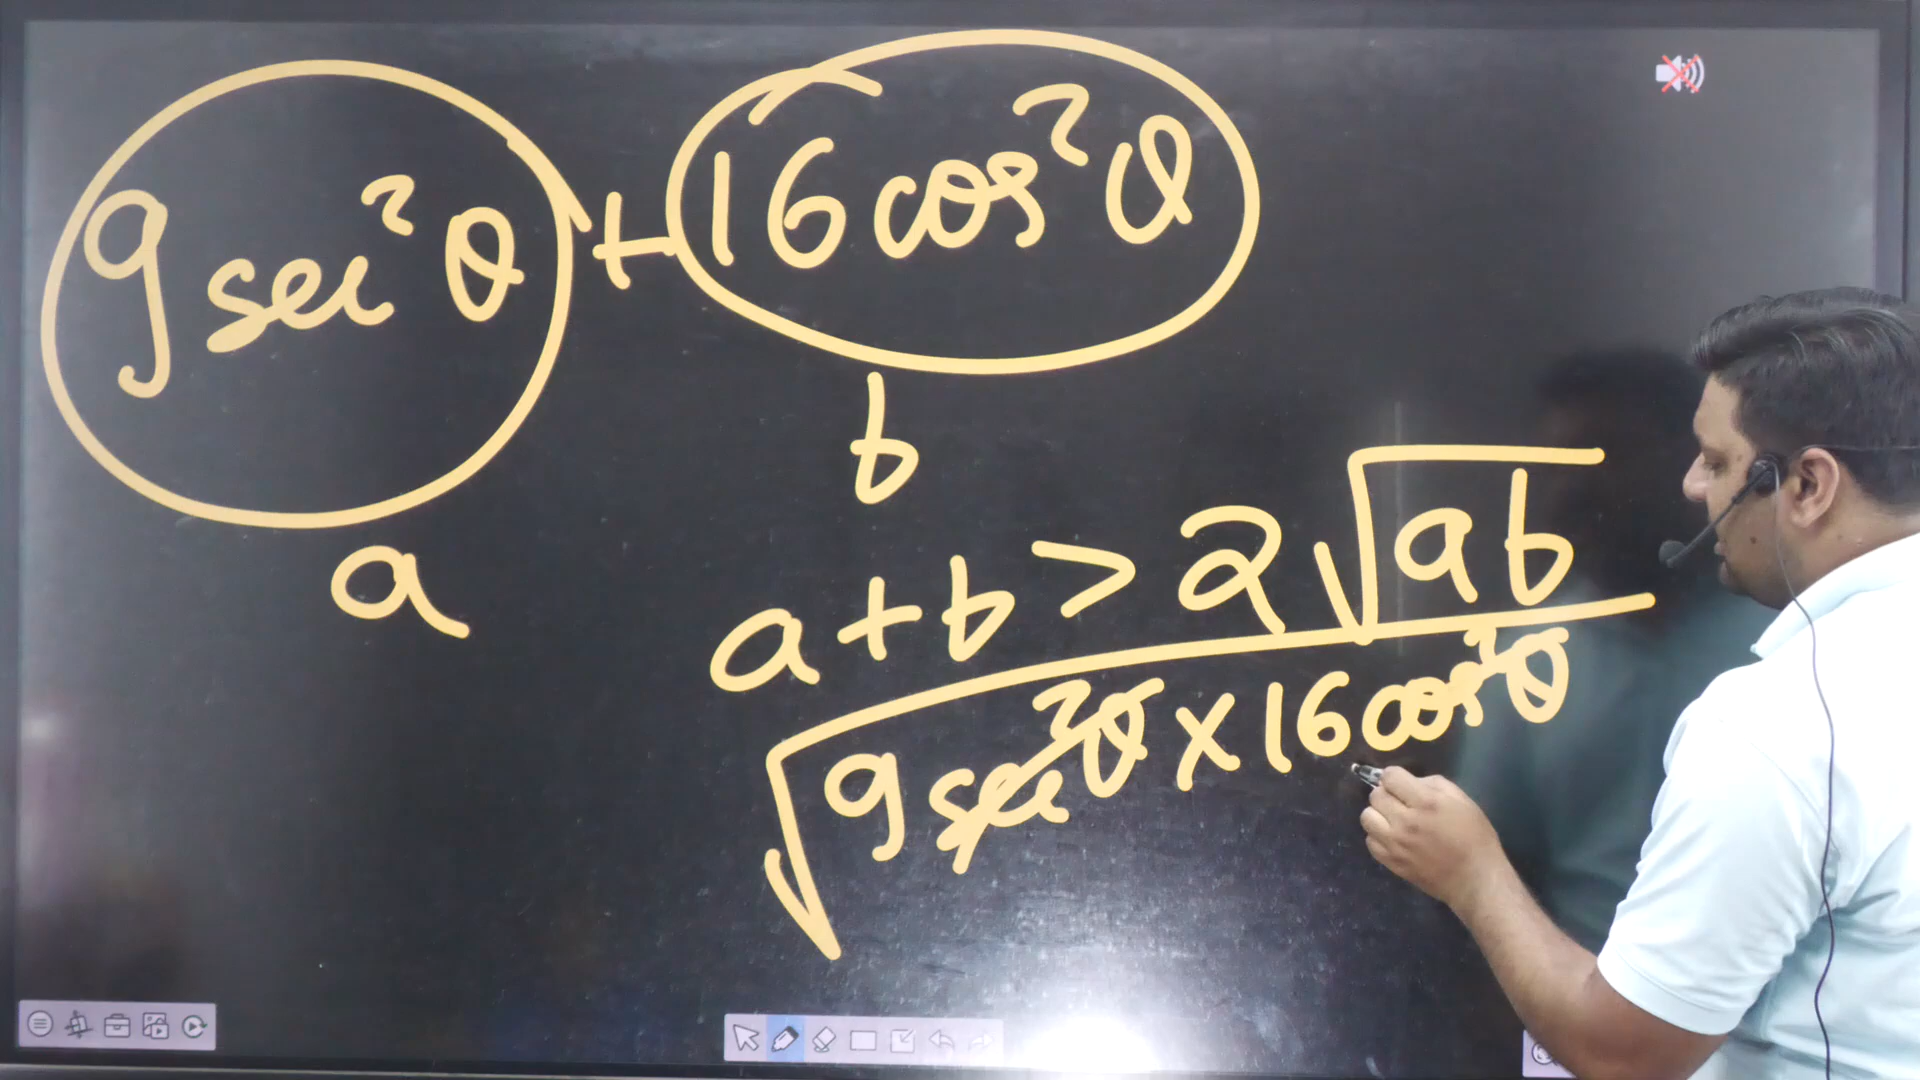 9 sec²θ + 16 cos²θ
b
a
a + b > 2√ab
√9 sec²θ × 16 cos²θ